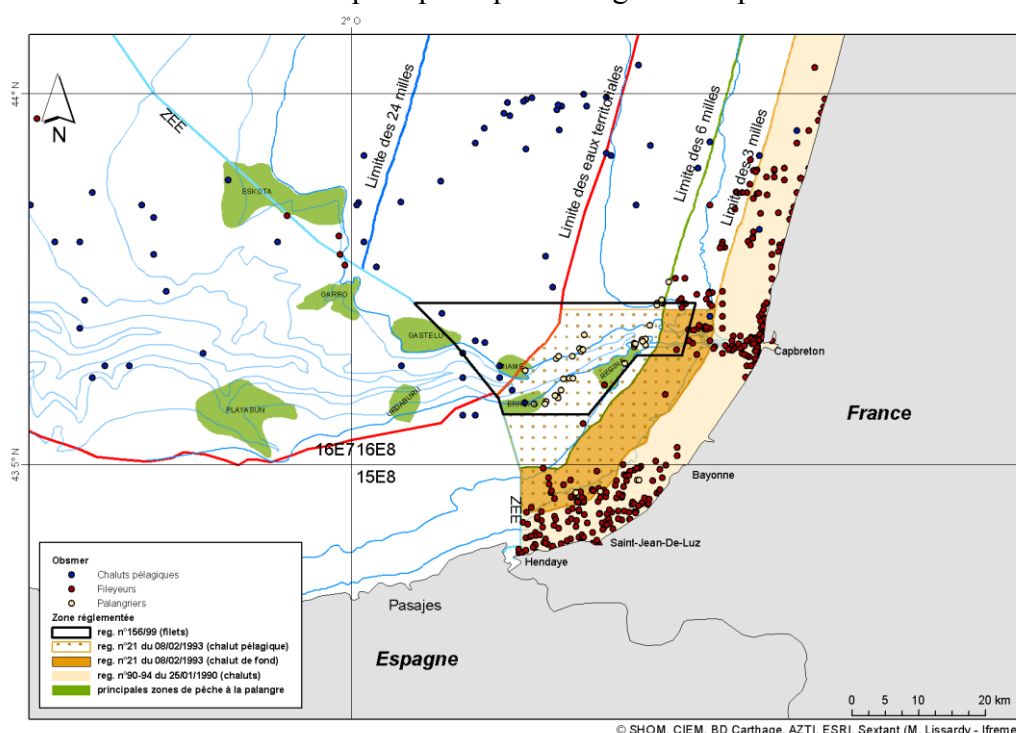 2° O
44°N
N
ZEE
Limite des 24 milles
Limite des eaux territoriales
Limite des 6 milles
Limite des 3 milles
ESKOTA
GARRO
GASTELU
REGINA
URDABURU
PLAYASUN
Capbreton
France
16E7
16E8
15E8
43.5°N
ZEE
Bayonne
Saint-Jean-De-Luz
Hendaye
Pasajes
Espagne
Obsmer
Chaluts pélagiques
Fileyeurs
Palangriers
Zone réglementée
reg. n°156/99 (filets)
reg. n°21 du 08/02/1993 (chalut pélagique)
reg. n°21 du 08/02/1993 (chalut de fond)
reg. n°90-94 du 25/01/1990 (chaluts)
principales zones de pêche à la palangre
0 5 10 20 km
© SHOM, CIEM, BD Carthage, AZTI, ESRI, Sextant (M. Lissardy - Ifreme